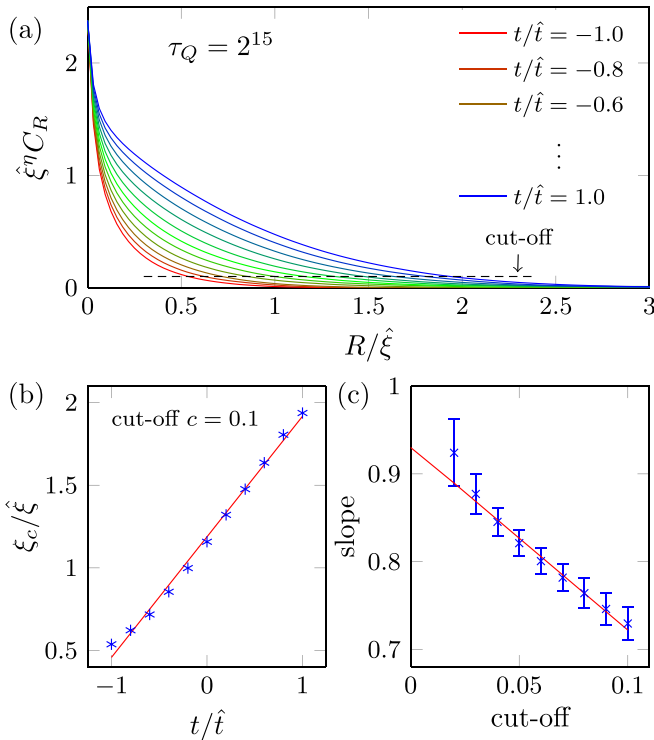 (a)
τ_Q = 2^15
t/t̂ = −1.0
t/t̂ = −0.8
t/t̂ = −0.6
⋮
t/t̂ = 1.0
cut-off
↓
ξ̂^η C_R
2
1
0
0 0.5 1 1.5 2 2.5 3
R/ξ̂
(b)
cut-off c = 0.1
ξ_c/ξ̂
2
1.5
1
0.5
−1 0 1
t/t̂
(c)
slope
1
0.9
0.8
0.7
0 0.05 0.1
cut-off